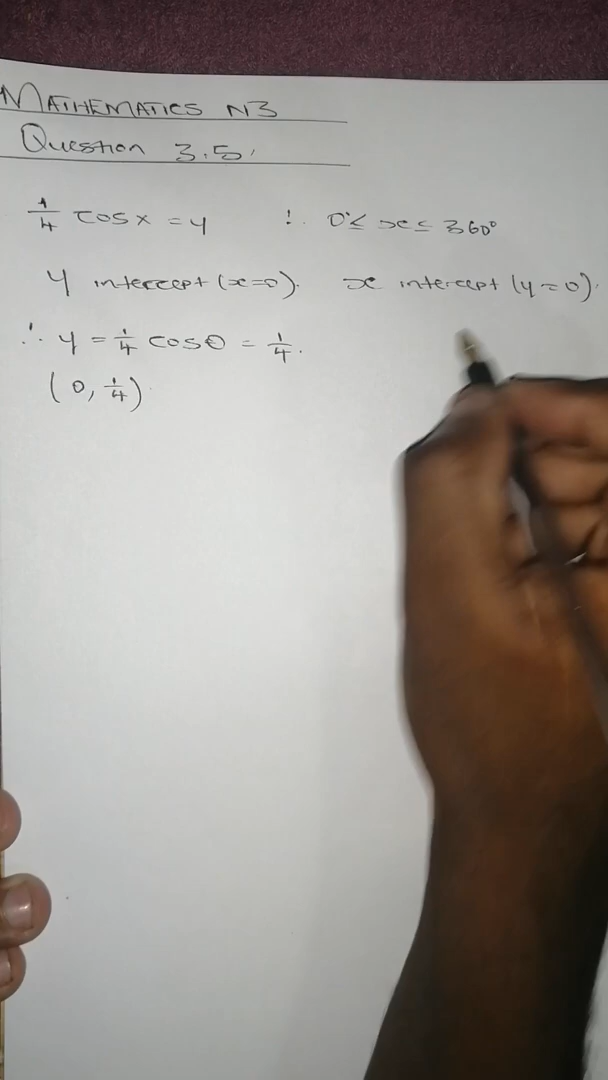 MATHEMATICS N3
Question 3.5.
1/4 cos x = y ∴ 0° ≤ x ≤ 360°
y intercept (x=0). x intercept (y=0).
∴ y = 1/4 cos θ = 1/4.
(0, 1/4)